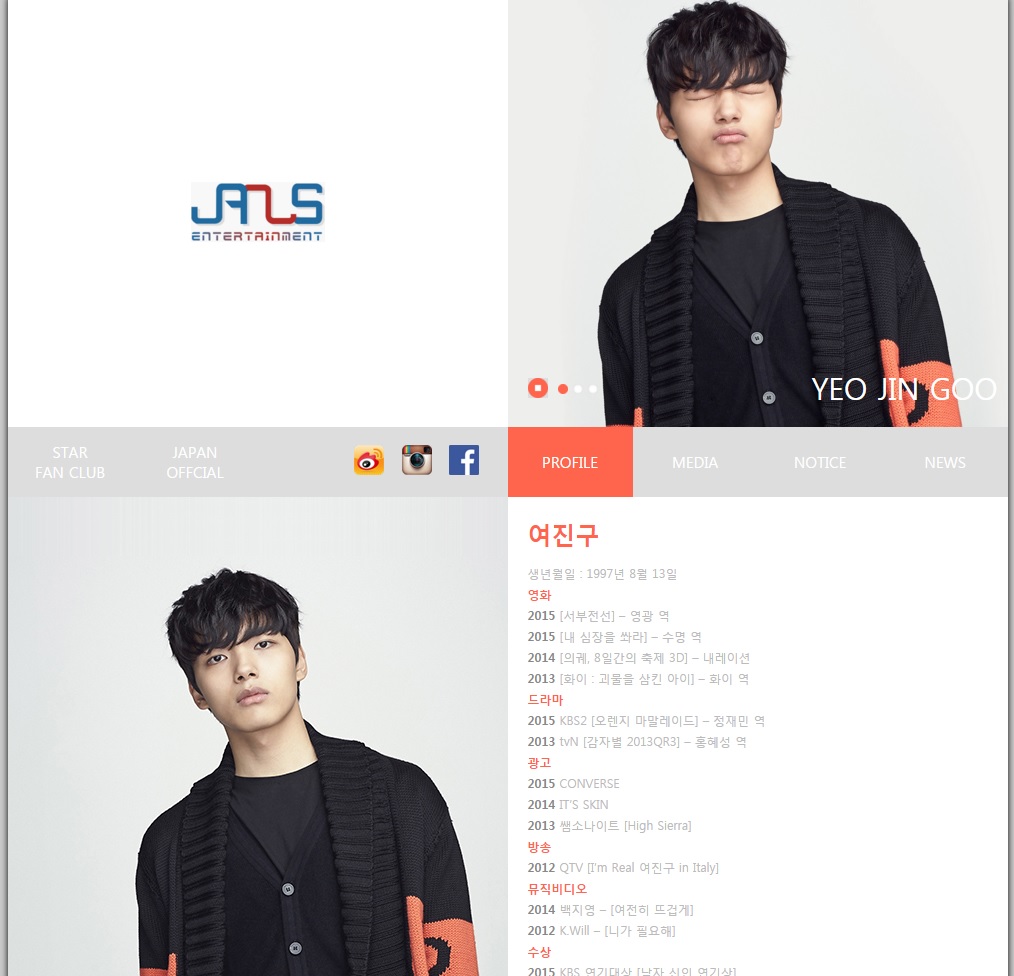 JANUS
ENTERTAINMENT
YEO JIN GOO
STAR
FAN CLUB
JAPAN
OFFCIAL
PROFILE
MEDIA
NOTICE
NEWS
여진구
생년월일 : 1997년 8월 13일
영화
2015 [서부전선] – 영광 역
2015 [내 심장을 쏴라] – 수명 역
2014 [의궤, 8일간의 축제 3D] – 내레이션
2013 [화이 : 괴물을 삼킨 아이] – 화이 역
드라마
2015 KBS2 [오렌지 마말레이드] – 정재민 역
2013 tvN [감자별 2013QR3] – 홍혜성 역
광고
2015 CONVERSE
2014 IT'S SKIN
2013 쌤소나이트 [High Sierra]
방송
2012 QTV [I'm Real 여진구 in Italy]
뮤직비디오
2014 백지영 – [여전히 뜨겁게]
2012 K.Will – [니가 필요해]
수상
2015 KBS 연기대상 [남자 신인 연기상]